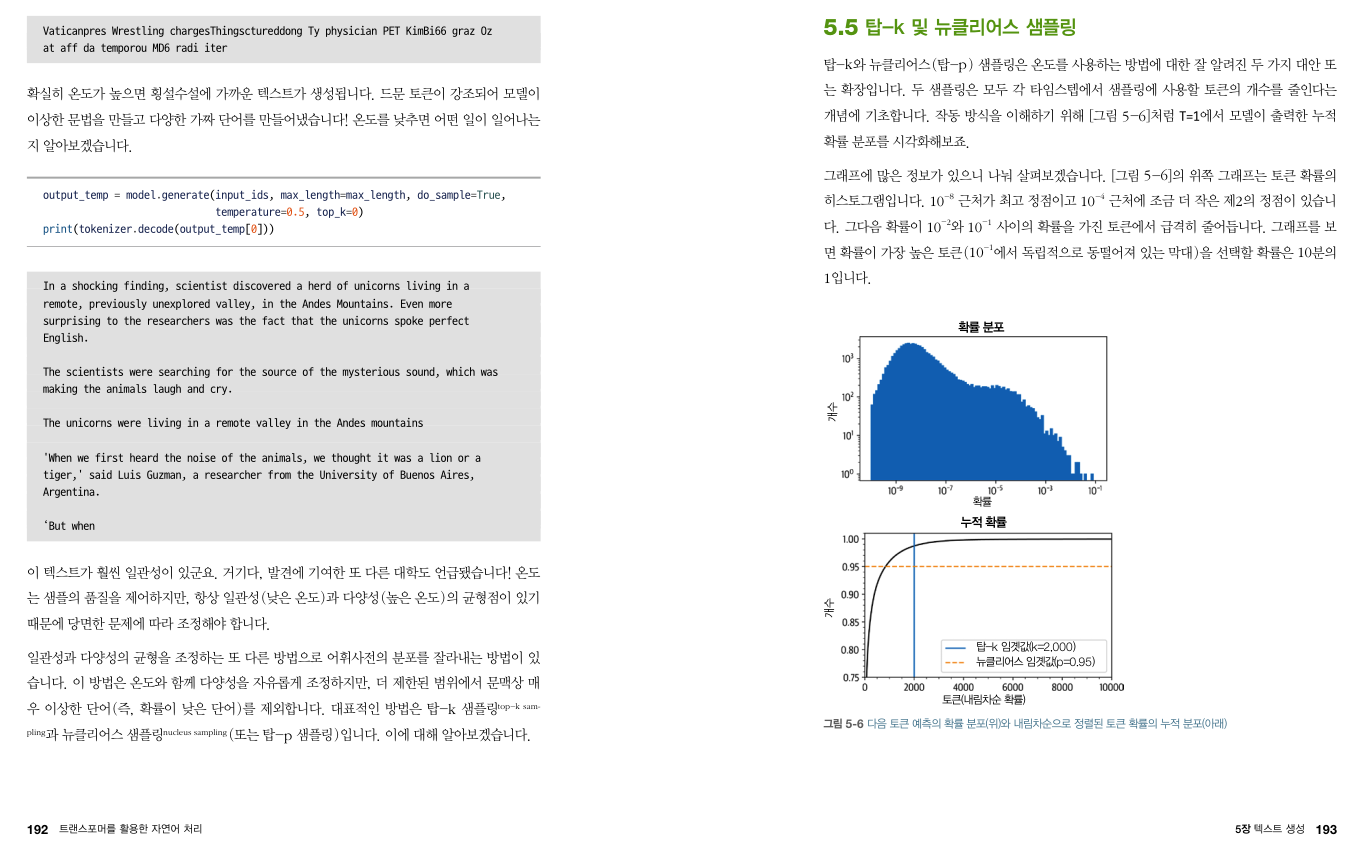 Vaticanpres Wrestling chargesThingsctureddong Ty physician PET KimBi66 graz Oz
at aff da temporou MD6 radi iter
확실히 온도가 높으면 횡설수설에 가까운 텍스트가 생성됩니다. 드문 토큰이 강조되어 모델이
이상한 문법을 만들고 다양한 가짜 단어를 만들어냈습니다! 온도를 낮추면 어떤 일이 일어나는
지 알아보겠습니다.
output_temp = model.generate(input_ids, max_length=max_length, do_sample=True,
temperature=0.5, top_k=0)
print(tokenizer.decode(output_temp[0]))
In a shocking finding, scientist discovered a herd of unicorns living in a
remote, previously unexplored valley, in the Andes Mountains. Even more
surprising to the researchers was the fact that the unicorns spoke perfect
English.
The scientists were searching for the source of the mysterious sound, which was
making the animals laugh and cry.
The unicorns were living in a remote valley in the Andes mountains
'When we first heard the noise of the animals, we thought it was a lion or a
tiger,' said Luis Guzman, a researcher from the University of Buenos Aires,
Argentina.
‘But when
이 텍스트가 훨씬 일관성이 있군요. 거기다, 발견에 기여한 또 다른 대학도 언급됐습니다! 온도
는 샘플의 품질을 제어하지만, 항상 일관성(낮은 온도)과 다양성(높은 온도)의 균형점이 있기
때문에 당면한 문제에 따라 조정해야 합니다.
일관성과 다양성의 균형을 조정하는 또 다른 방법으로 어휘사전의 분포를 잘라내는 방법이 있
습니다. 이 방법은 온도와 함께 다양성을 자유롭게 조정하지만, 더 제한된 범위에서 문맥상 매
우 이상한 단어(즉, 확률이 낮은 단어)를 제외합니다. 대표적인 방법은 탑-k 샘플링top-k sam-
pling과 뉴클리어스 샘플링nucleus sampling(또는 탑-p 샘플링)입니다. 이에 대해 알아보겠습니다.
192 트랜스포머를 활용한 자연어 처리
5.5 탑-k 및 뉴클리어스 샘플링
탑-k와 뉴클리어스(탑-p) 샘플링은 온도를 사용하는 방법에 대한 잘 알려진 두 가지 대안 또
는 확장입니다. 두 샘플링은 모두 각 타임스텝에서 샘플링에 사용할 토큰의 개수를 줄인다는
개념에 기초합니다. 작동 방식을 이해하기 위해 [그림 5-6]처럼 T=1에서 모델이 출력한 누적
확률 분포를 시각화해보죠.
그래프에 많은 정보가 있으니 나눠 살펴보겠습니다. [그림 5-6]의 위쪽 그래프는 토큰 확률의
히스토그램입니다. 10⁻⁸ 근처가 최고 정점이고 10⁻⁴ 근처에 조금 더 작은 제2의 정점이 있습니
다. 그다음 확률이 10⁻²와 10⁻¹ 사이의 확률을 가진 토큰에서 급격히 줄어듭니다. 그래프를 보
면 확률이 가장 높은 토큰(10⁻¹에서 독립적으로 동떨어져 있는 막대)을 선택할 확률은 10분의
1입니다.
확률 분포
개수
10³
10²
10¹
10⁰
10⁻⁹ 10⁻⁷ 10⁻⁵ 10⁻³ 10⁻¹
확률
누적 확률
개수
1.00
0.95
0.90
0.85
0.80
0.75
탑-k 임곗값(k=2,000)
뉴클리어스 임곗값(p=0.95)
0 2000 4000 6000 8000 10000
토큰(내림차순 확률)
그림 5-6 다음 토큰 예측의 확률 분포(위)와 내림차순으로 정렬된 토큰 확률의 누적 분포(아래)
5장 텍스트 생성 193